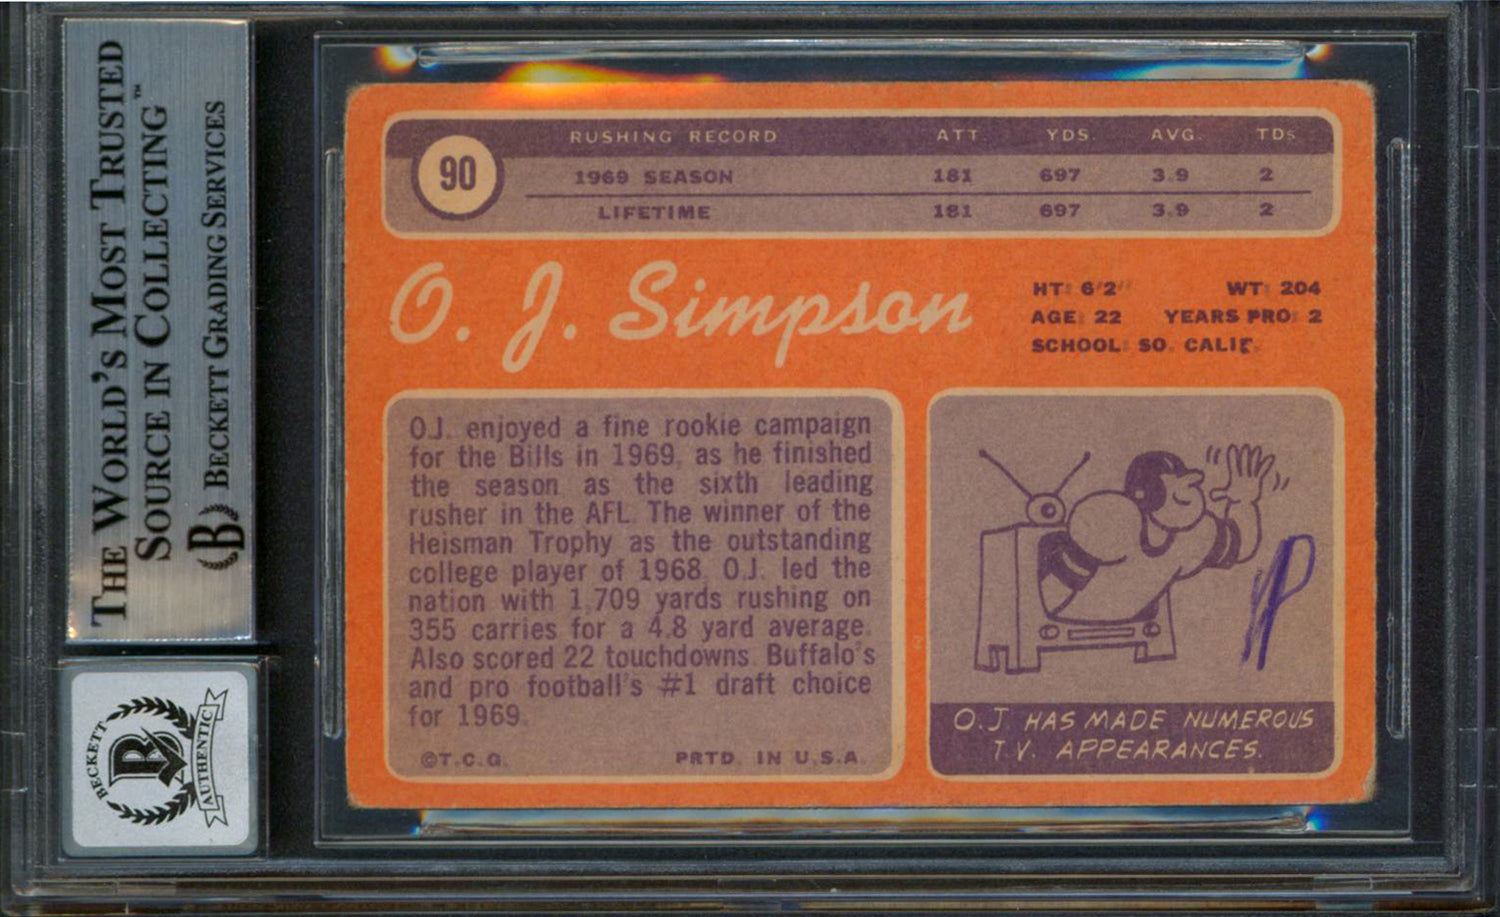 THE WORLD'S MOST TRUSTED
SOURCE IN COLLECTING™
B BECKETT GRADING SERVICES
BECKETT
B
AUTHENTIC
90
RUSHING RECORD ATT YDS. AVG. TDs
1969 SEASON 181 697 3.9 2
LIFETIME 181 697 3.9 2
O. J. Simpson
HT: 6'2" WT: 204
AGE: 22 YEARS PRO: 2
SCHOOL: SO. CALIF.
O.J. enjoyed a fine rookie campaign
for the Bills in 1969, as he finished
the season as the sixth leading
rusher in the AFL. The winner of the
Heisman Trophy as the outstanding
college player of 1968, O.J. led the
nation with 1,709 yards rushing on
355 carries for a 4.8 yard average.
Also scored 22 touchdowns. Buffalo's
and pro football's #1 draft choice
for 1969.
©T.C.G. PRTD. IN U.S.A.
O.J. HAS MADE NUMEROUS
T.V. APPEARANCES.